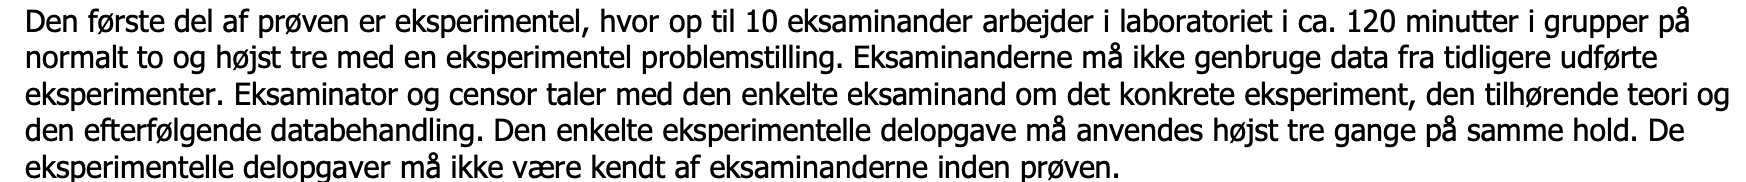 Den første del af prøven er eksperimentel, hvor op til 10 eksaminander arbejder i laboratoriet i ca. 120 minutter i grupper på
normalt to og højst tre med en eksperimentel problemstilling. Eksaminanderne må ikke genbruge data fra tidligere udførte
eksperimenter. Eksaminator og censor taler med den enkelte eksaminand om det konkrete eksperiment, den tilhørende teori og
den efterfølgende databehandling. Den enkelte eksperimentelle delopgave må anvendes højst tre gange på samme hold. De
eksperimentelle delopgaver må ikke være kendt af eksaminanderne inden prøven.